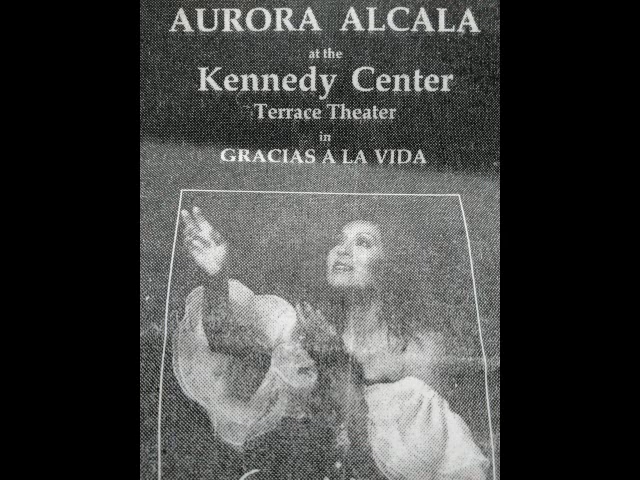 AURORA ALCALA
at the
Kennedy Center
Terrace Theater
in
GRACIAS A LA VIDA